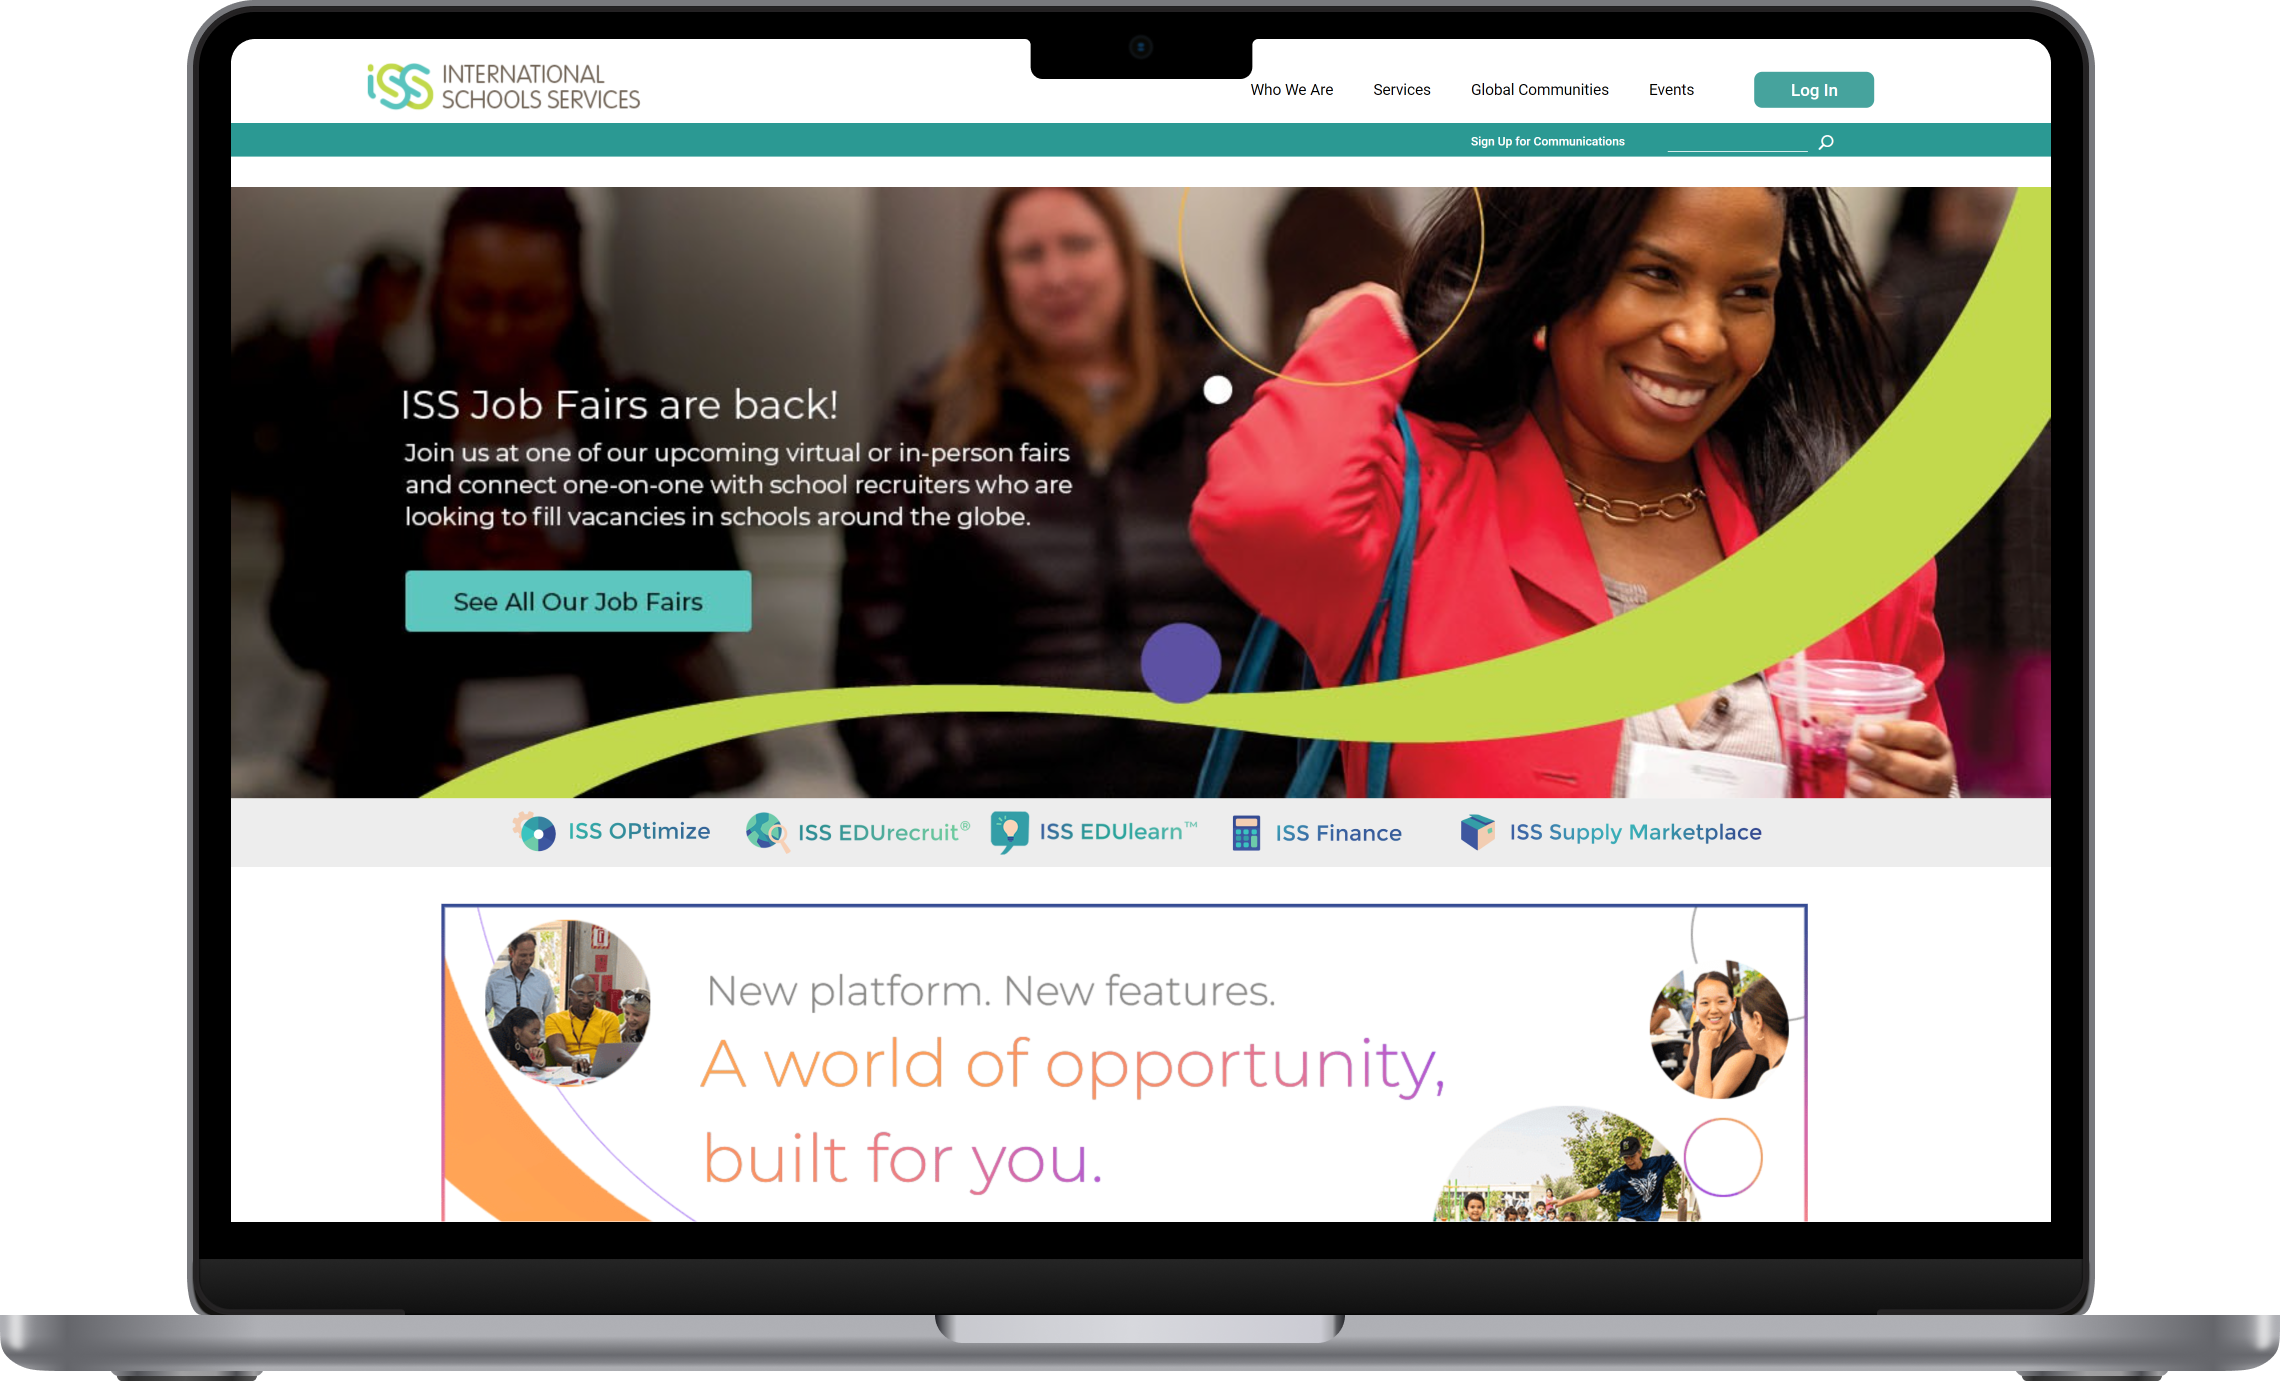 iSS INTERNATIONAL
SCHOOLS SERVICES
Who We Are
Services
Global Communities
Events
Log In
Sign Up for Communications
ISS Job Fairs are back!
Join us at one of our upcoming virtual or in-person fairs
and connect one-on-one with school recruiters who are
looking to fill vacancies in schools around the globe.
See All Our Job Fairs
ISS OPtimize
ISS EDUrecruit®
ISS EDUlearn™
ISS Finance
ISS Supply Marketplace
New platform. New features.
A world of opportunity,
built for you.